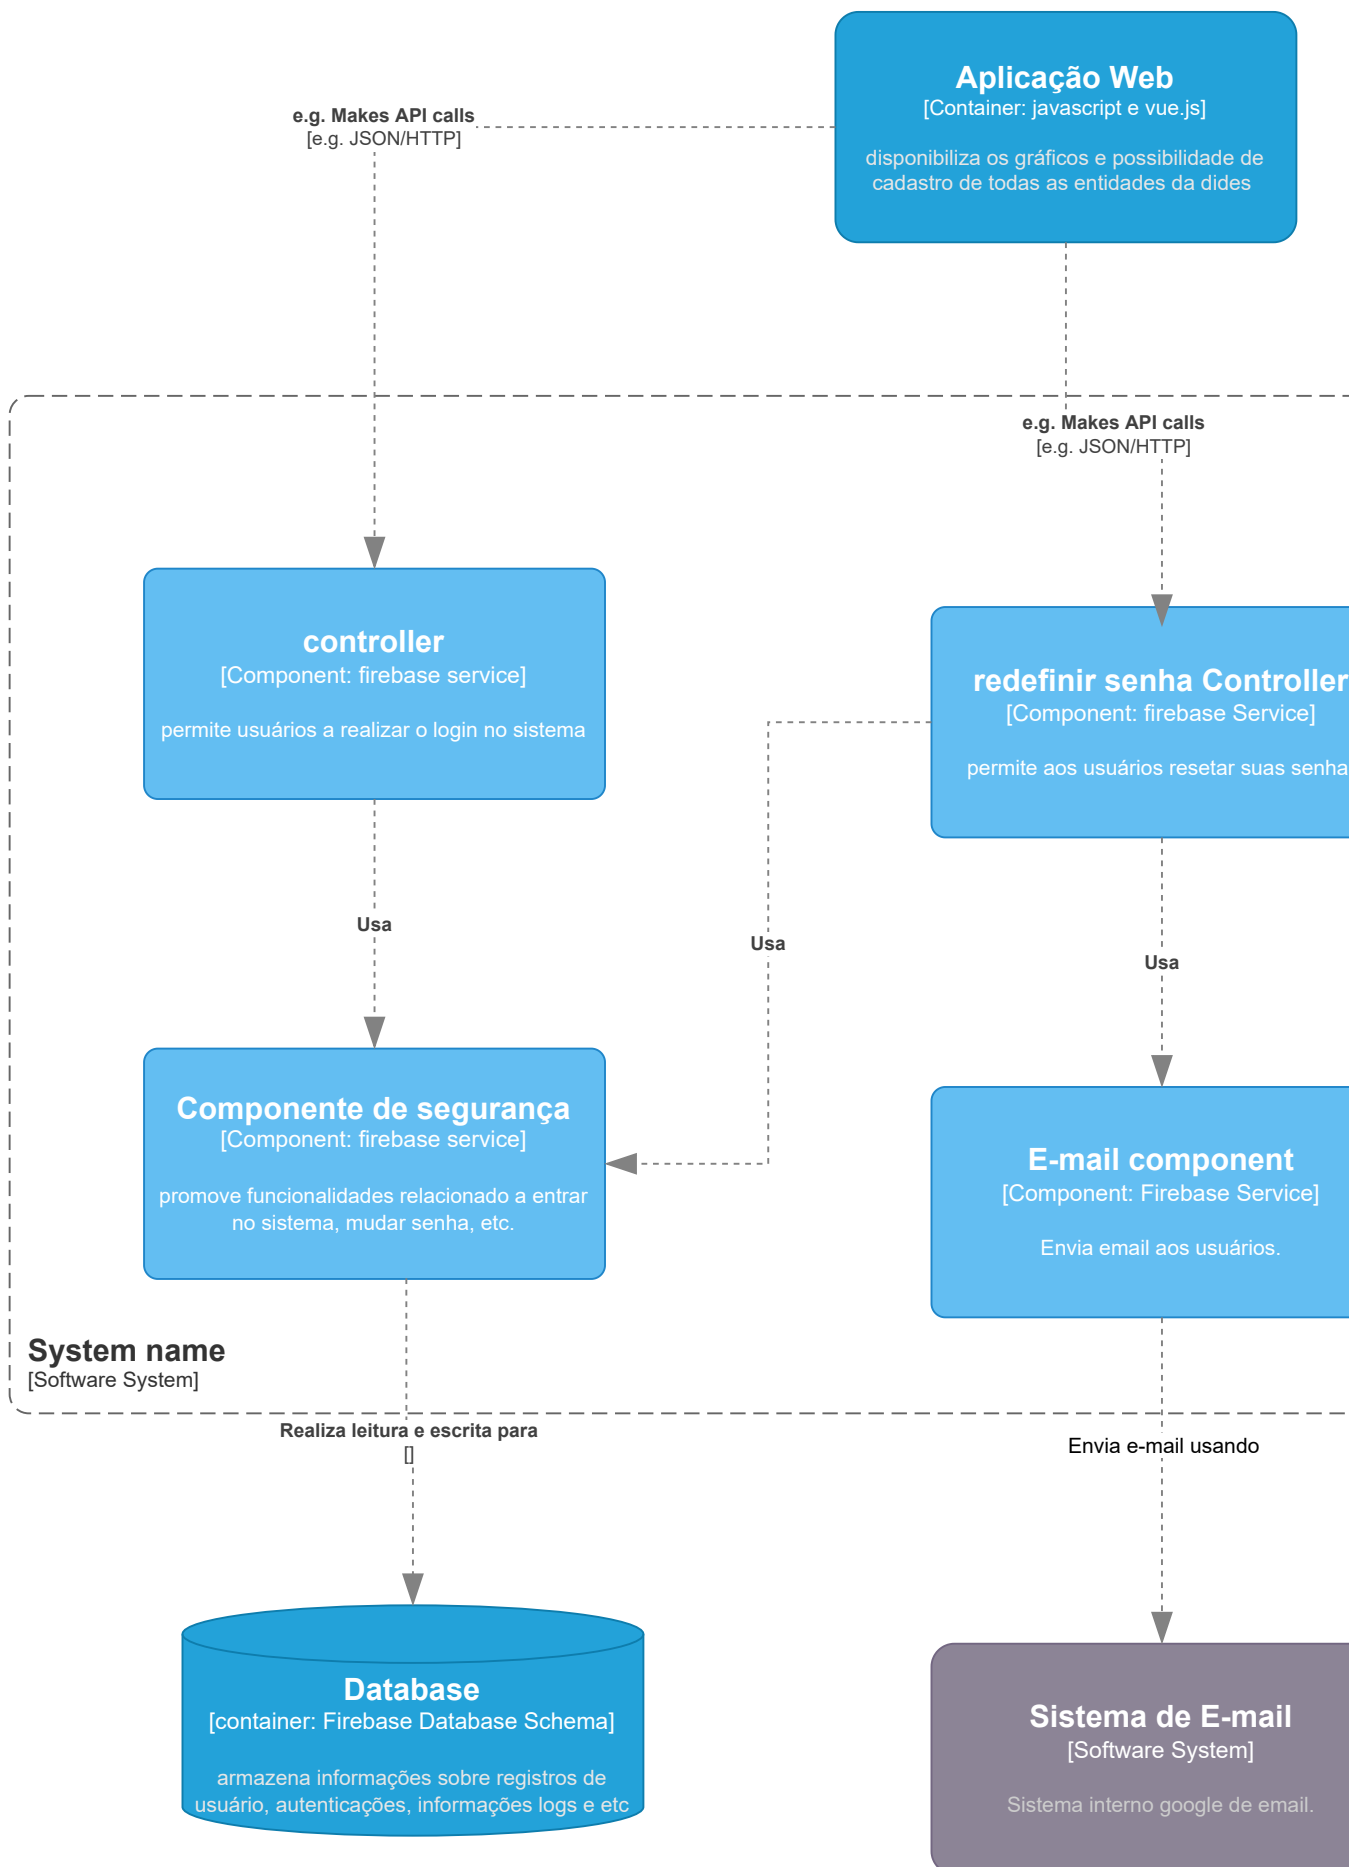 Aplicação Web
[Container: javascript e vue.js]
disponibiliza os gráficos e possibilidade de
cadastro de todas as entidades da dides
e.g. Makes API calls
[e.g. JSON/HTTP]
e.g. Makes API calls
[e.g. JSON/HTTP]
controller
[Component: firebase service]
permite usuários a realizar o login no sistema
redefinir senha Controller
[Component: firebase Service]
permite aos usuários resetar suas senha
Usa
Usa
Usa
Componente de segurança
[Component: firebase service]
promove funcionalidades relacionado a entrar
no sistema, mudar senha, etc.
E-mail component
[Component: Firebase Service]
Envia email aos usuários.
System name
[Software System]
Realiza leitura e escrita para
[]
Envia e-mail usando
Database
[container: Firebase Database Schema]
armazena informações sobre registros de
usuário, autenticações, informações logs e etc
Sistema de E-mail
[Software System]
Sistema interno google de email.